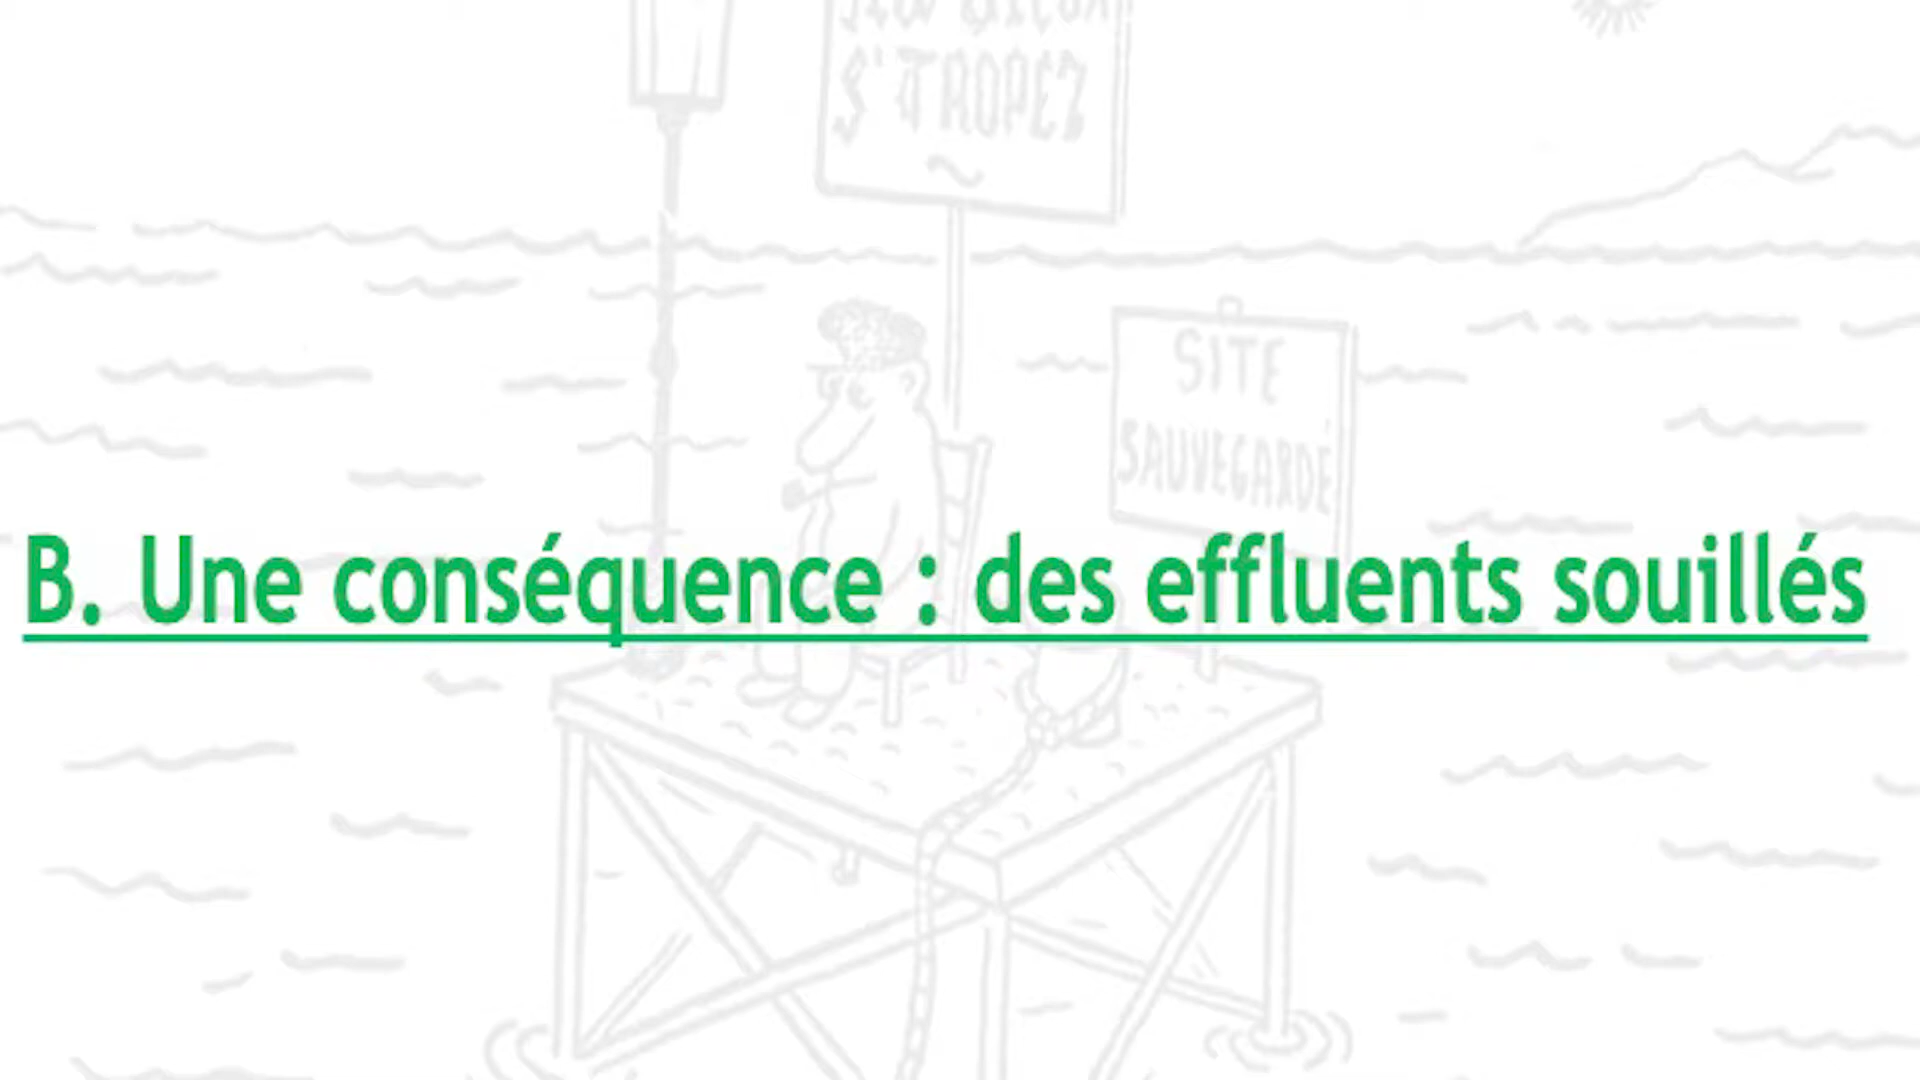 S' TROPEZ
SITE
SAUVEGARDÉ
B. Une conséquence : des effluents souillés